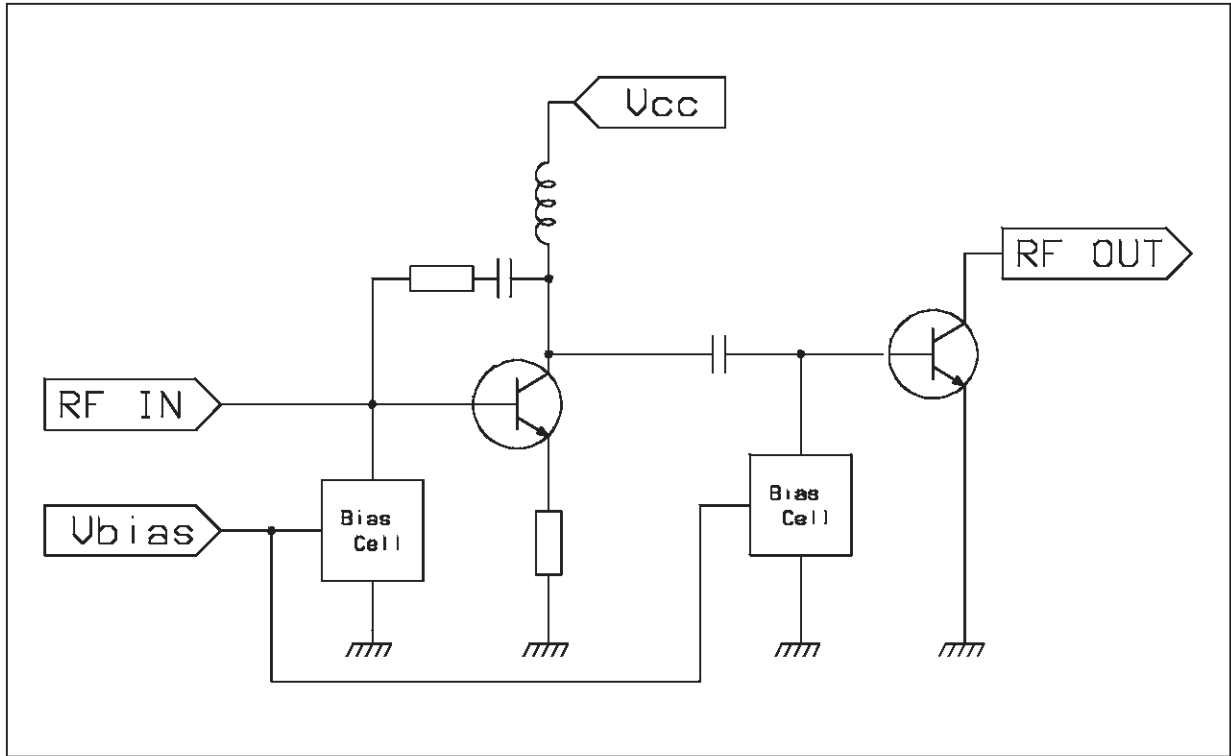 Vcc
RF OUT
RF IN
Vbias
Bias
Cell
Bias
Cell